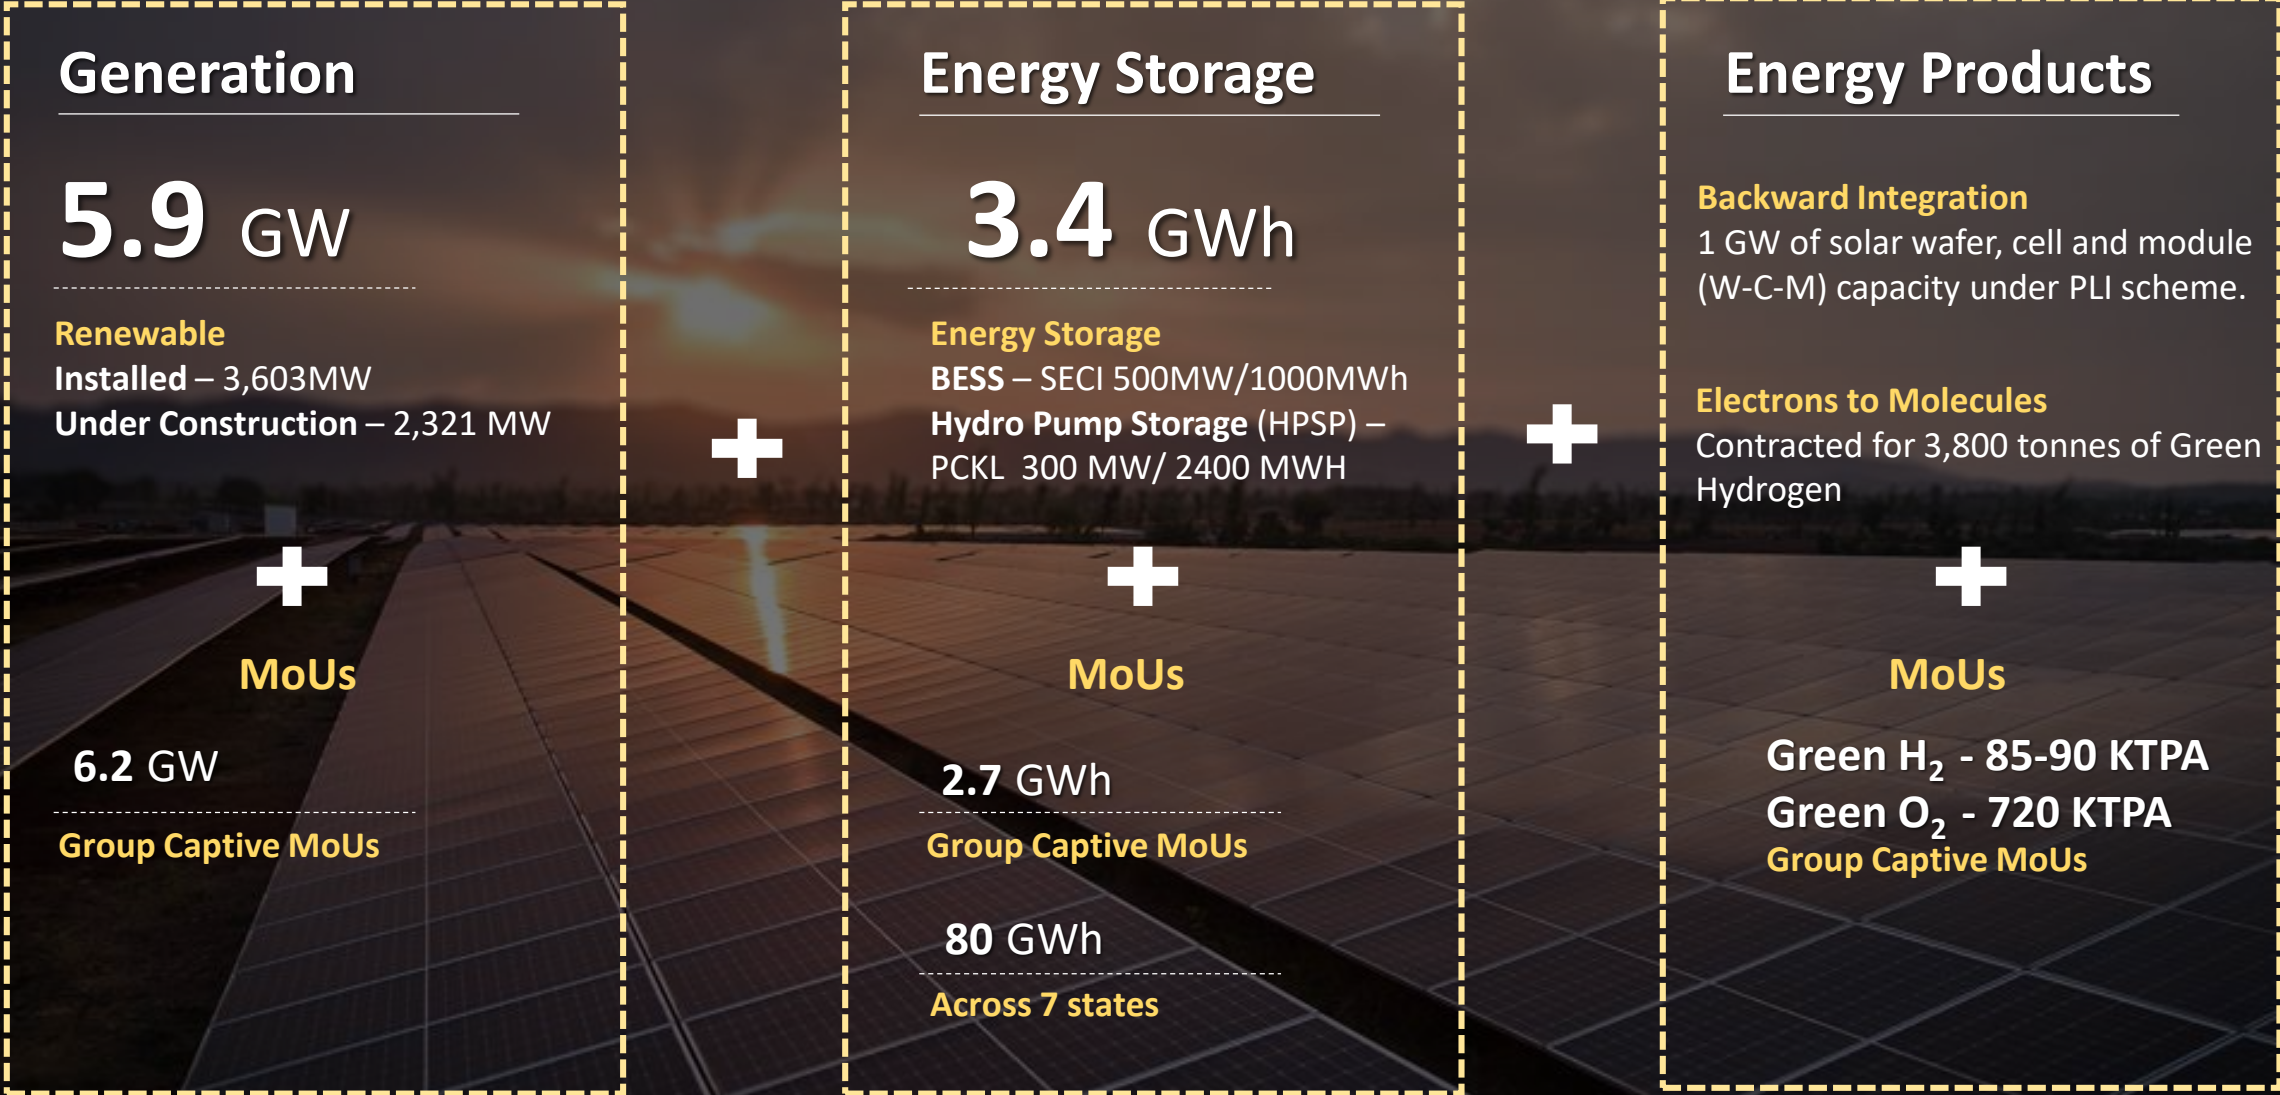 Generation
5.9 GW
Renewable
Installed – 3,603MW
Under Construction – 2,321 MW
MoUs
6.2 GW
Group Captive MoUs
Energy Storage
3.4 GWh
Energy Storage
BESS – SECI 500MW/1000MWh
Hydro Pump Storage (HPSP) –
PCKL 300 MW/ 2400 MWH
MoUs
2.7 GWh
Group Captive MoUs
80 GWh
Across 7 states
Energy Products
Backward Integration
1 GW of solar wafer, cell and module
(W-C-M) capacity under PLI scheme.
Electrons to Molecules
Contracted for 3,800 tonnes of Green
Hydrogen
MoUs
Green H₂ - 85-90 KTPA
Green O₂ - 720 KTPA
Group Captive MoUs